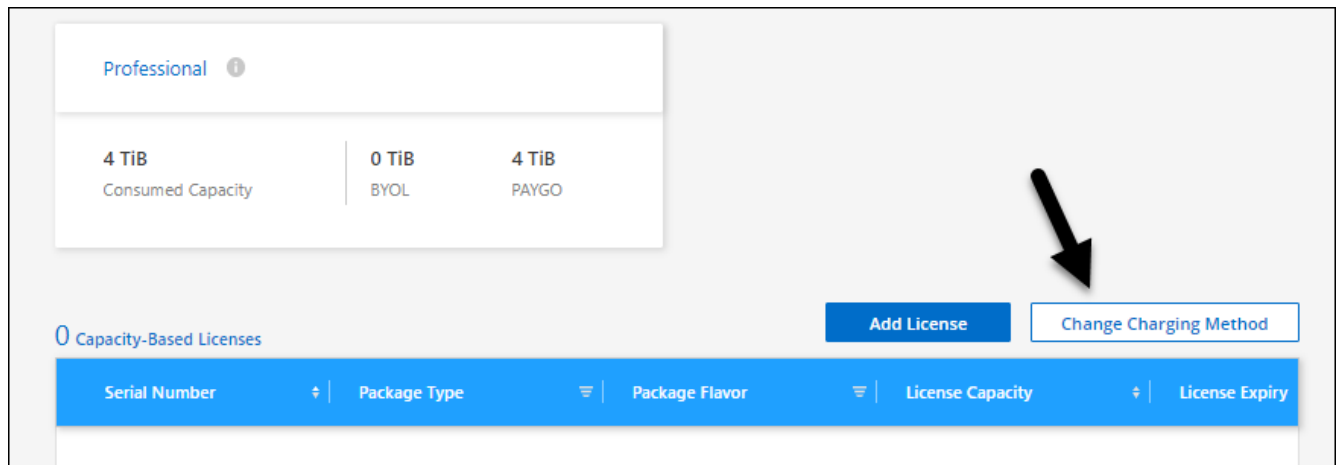 Professional
4 TiB 0 TiB 4 TiB
Consumed Capacity BYOL PAYGO
Add License Change Charging Method
0 Capacity-Based Licenses
Serial Number Package Type Package Flavor License Capacity License Expiry